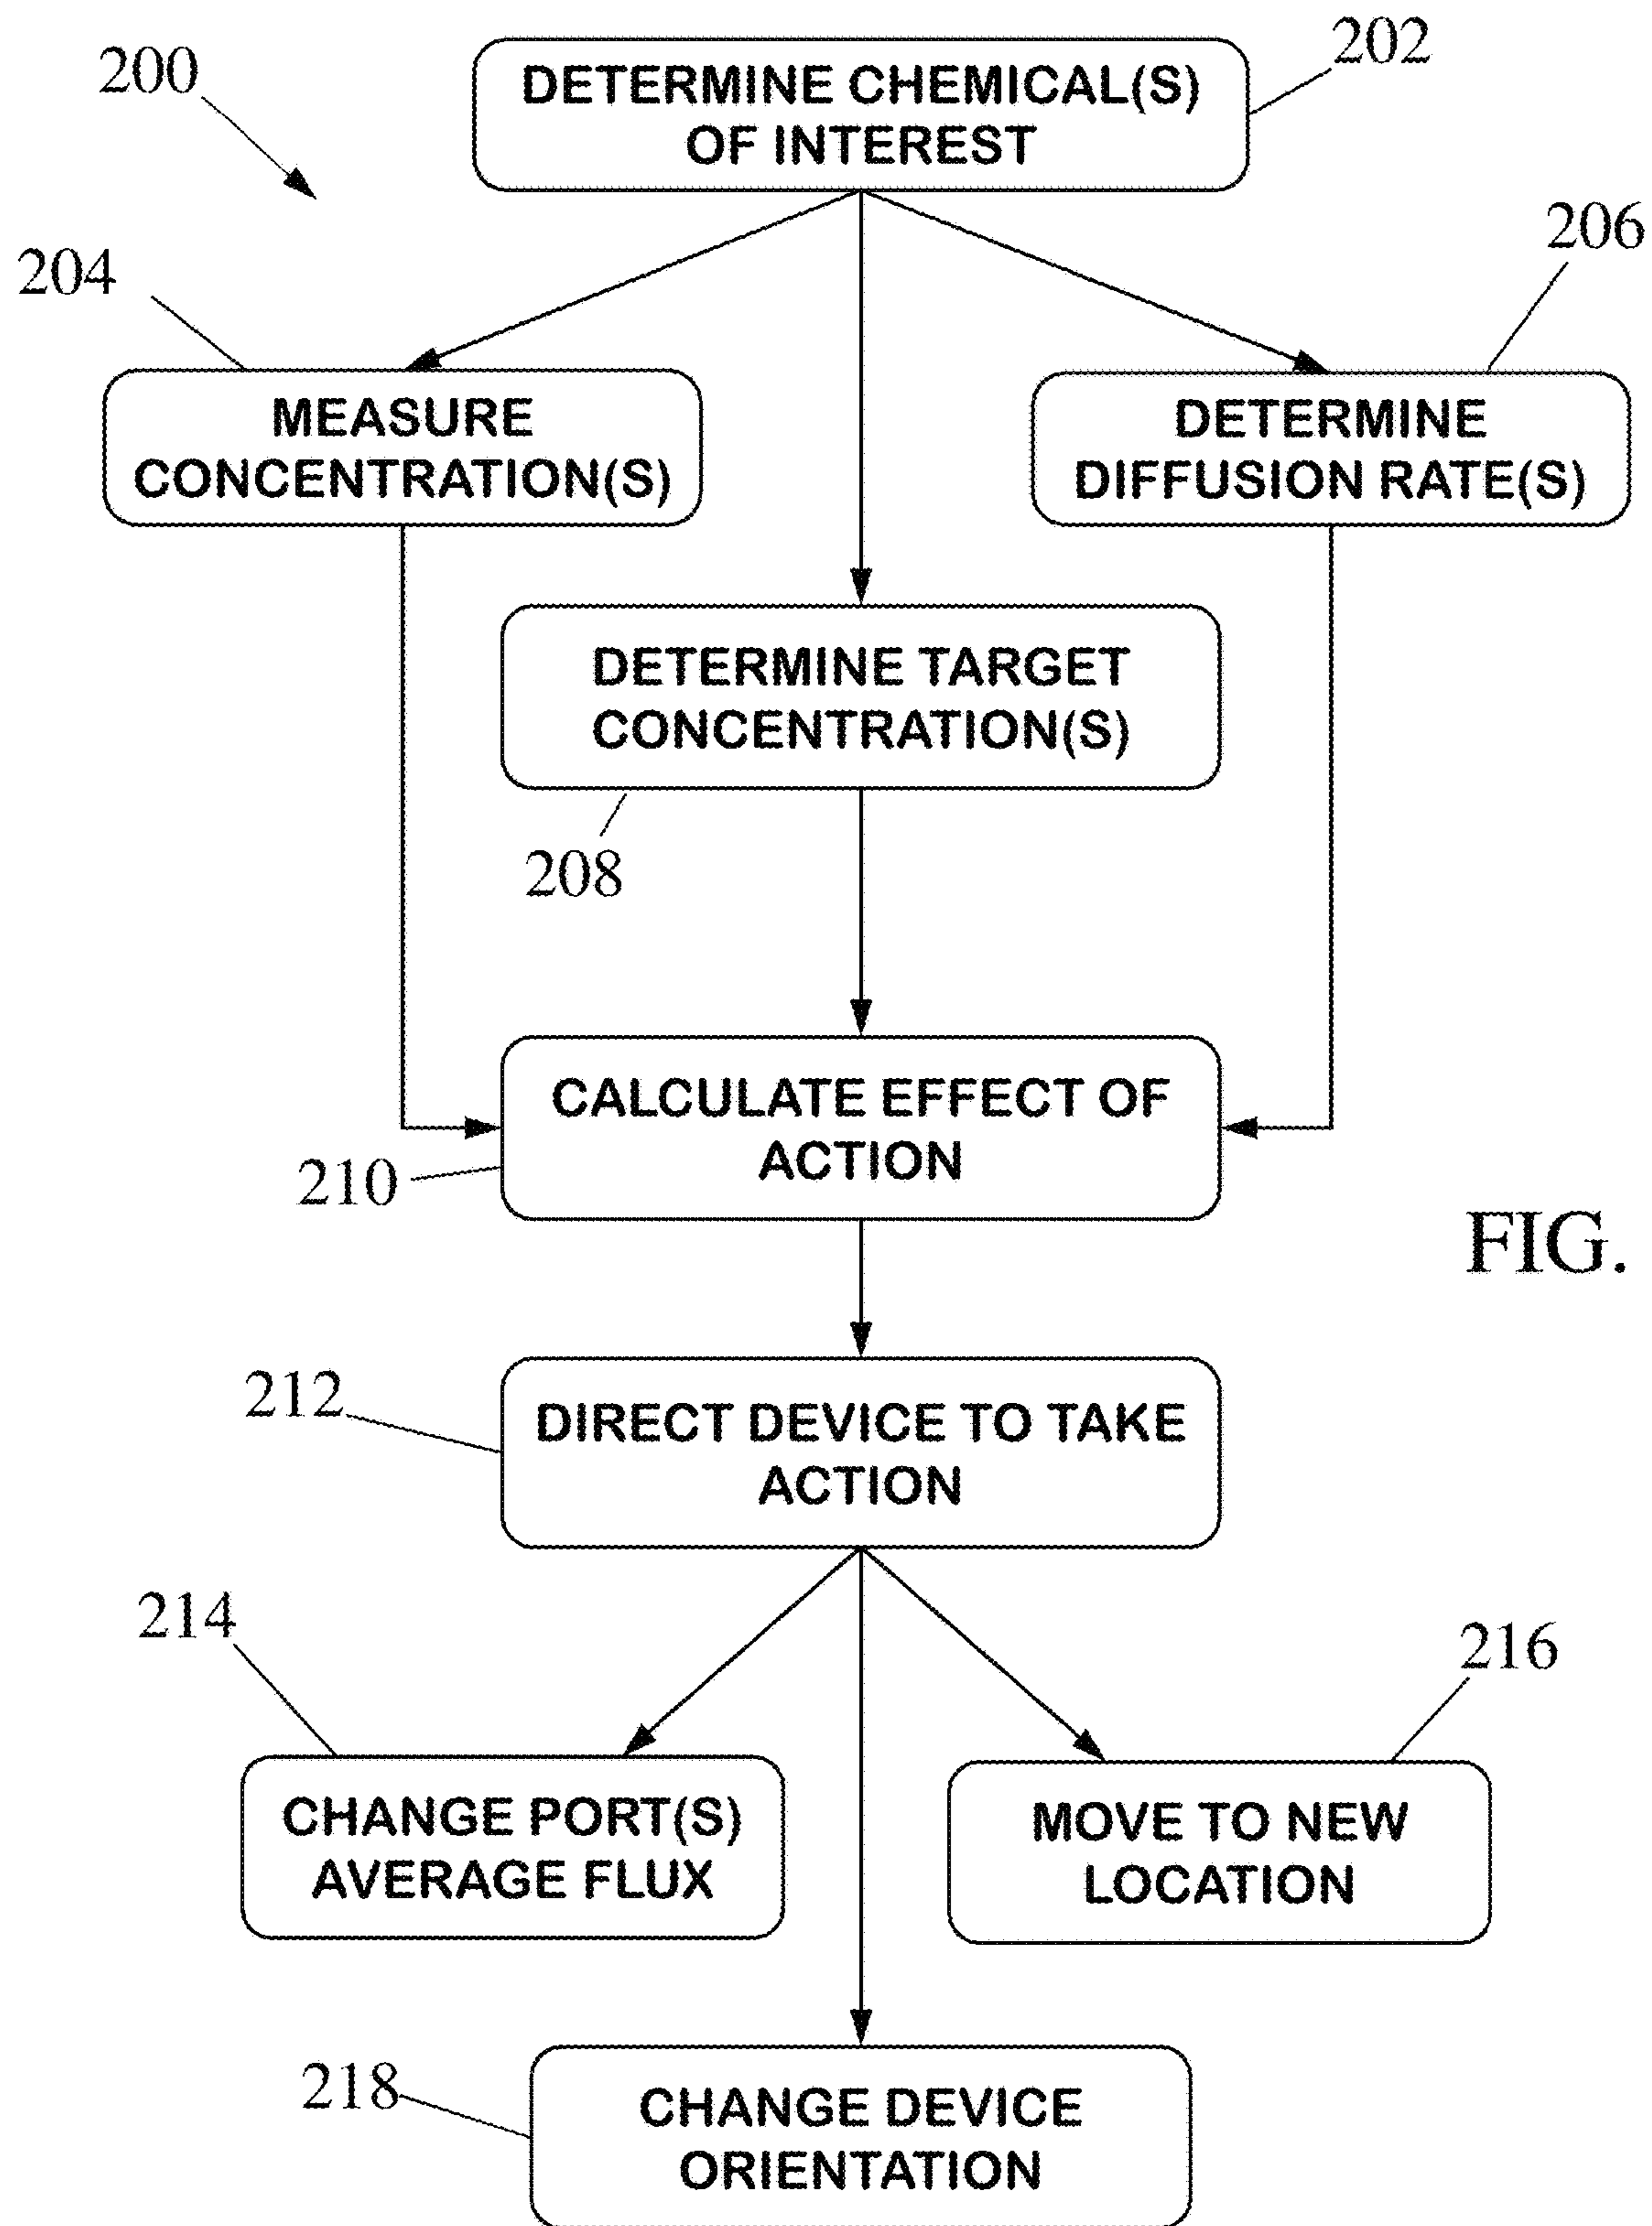 200
DETERMINE CHEMICAL(S)
OF INTEREST
202
204
206
MEASURE
CONCENTRATION(S)
DETERMINE
DIFFUSION RATE(S)
DETERMINE TARGET
CONCENTRATION(S)
208
CALCULATE EFFECT OF
ACTION
210
FIG.
212
DIRECT DEVICE TO TAKE
ACTION
214
216
CHANGE PORT(S)
AVERAGE FLUX
MOVE TO NEW
LOCATION
218
CHANGE DEVICE
ORIENTATION